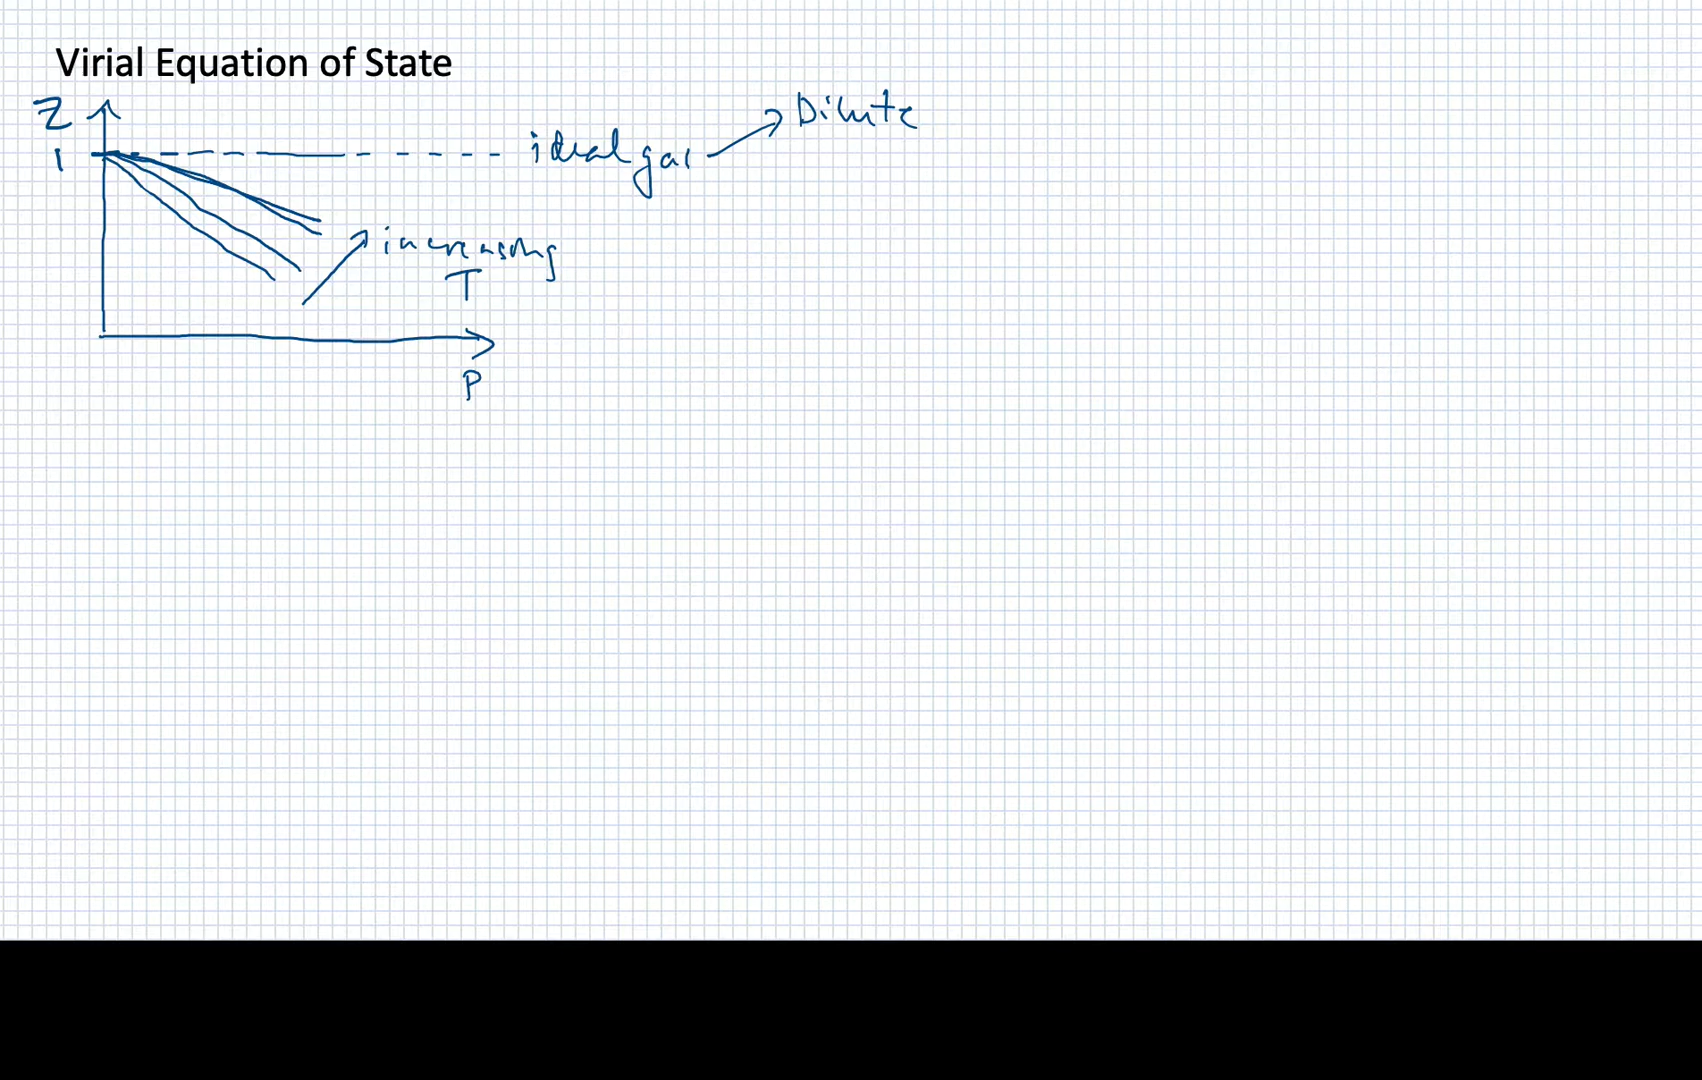 Virial Equation of State
Z
Dilute
1
ideal gas
increasing
T
P